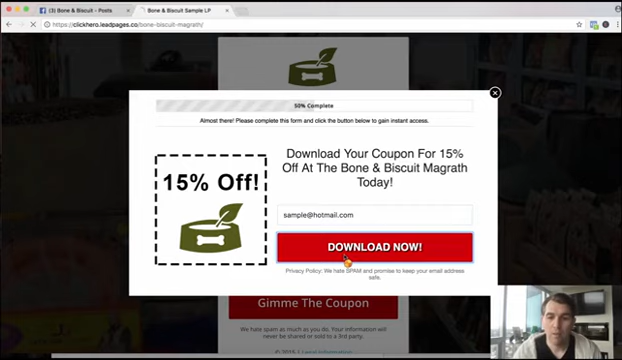 (3) Bone & Biscuit - Posts
Bone & Biscuit Sample LP
https://clickhero.leadpages.co/bone-biscuit-magrath/
50% Complete
Almost there! Please complete this form and click the button below to gain instant access.
15% Off!
Download Your Coupon For 15%
Off At The Bone & Biscuit Magrath
Today!
sample@hotmail.com
DOWNLOAD NOW!
Privacy Policy: We hate SPAM and promise to keep your email address
safe.
Gimme The Coupon
We hate spam as much as you do. Your information will
never be shared or sold to a 3rd party.
© 2015 | Legal Information